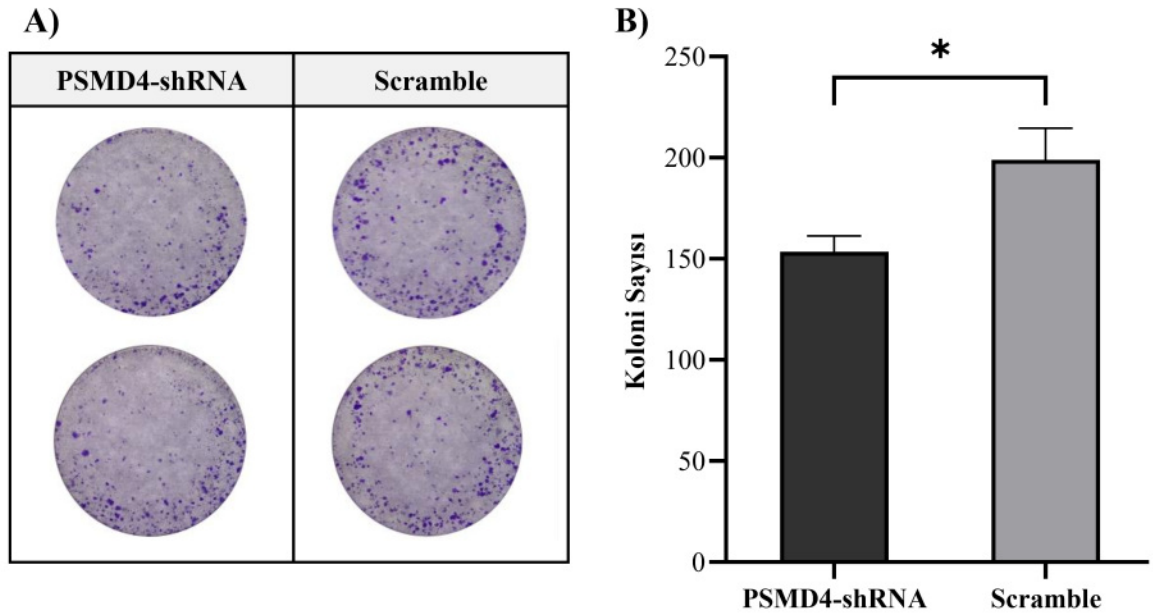 A)
PSMD4-shRNA
Scramble
B)
*
250
200
150
100
50
0
Koloni Sayısı
PSMD4-shRNA
Scramble